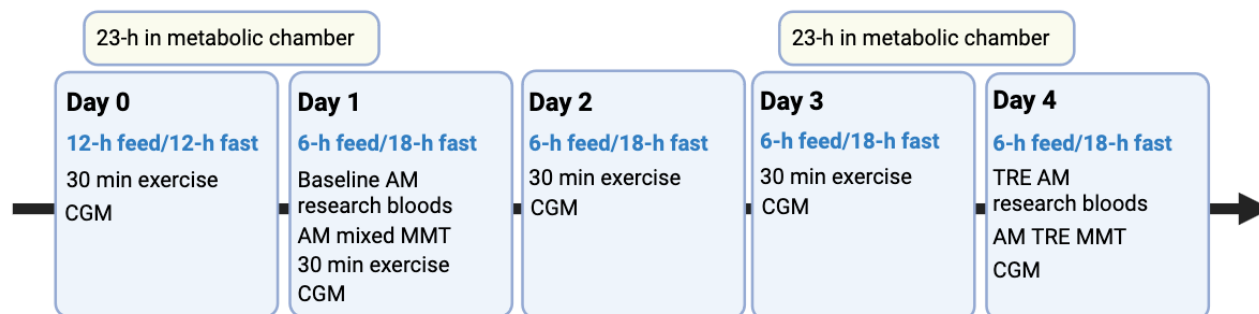 23-h in metabolic chamber
23-h in metabolic chamber
Day 0
12-h feed/12-h fast
30 min exercise
CGM
Day 1
6-h feed/18-h fast
Baseline AM
research bloods
AM mixed MMT
30 min exercise
CGM
Day 2
6-h feed/18-h fast
30 min exercise
CGM
Day 3
6-h feed/18-h fast
30 min exercise
CGM
Day 4
6-h feed/18-h fast
TRE AM
research bloods
AM TRE MMT
CGM